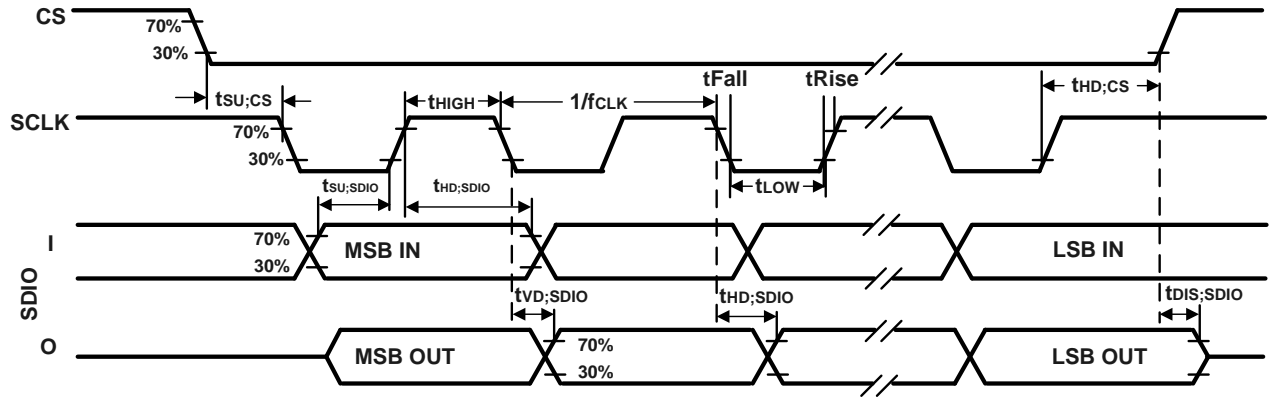 CS
70%
30%
tFall
tRise
tSU;CS
tHIGH
1/fCLK
tHD;CS
SCLK
70%
30%
tLOW
tSU;SDIO
tHD;SDIO
SDIO
I
70%
30%
MSB IN
LSB IN
tVD;SDIO
tHD;SDIO
tDIS;SDIO
O
MSB OUT
70%
30%
LSB OUT